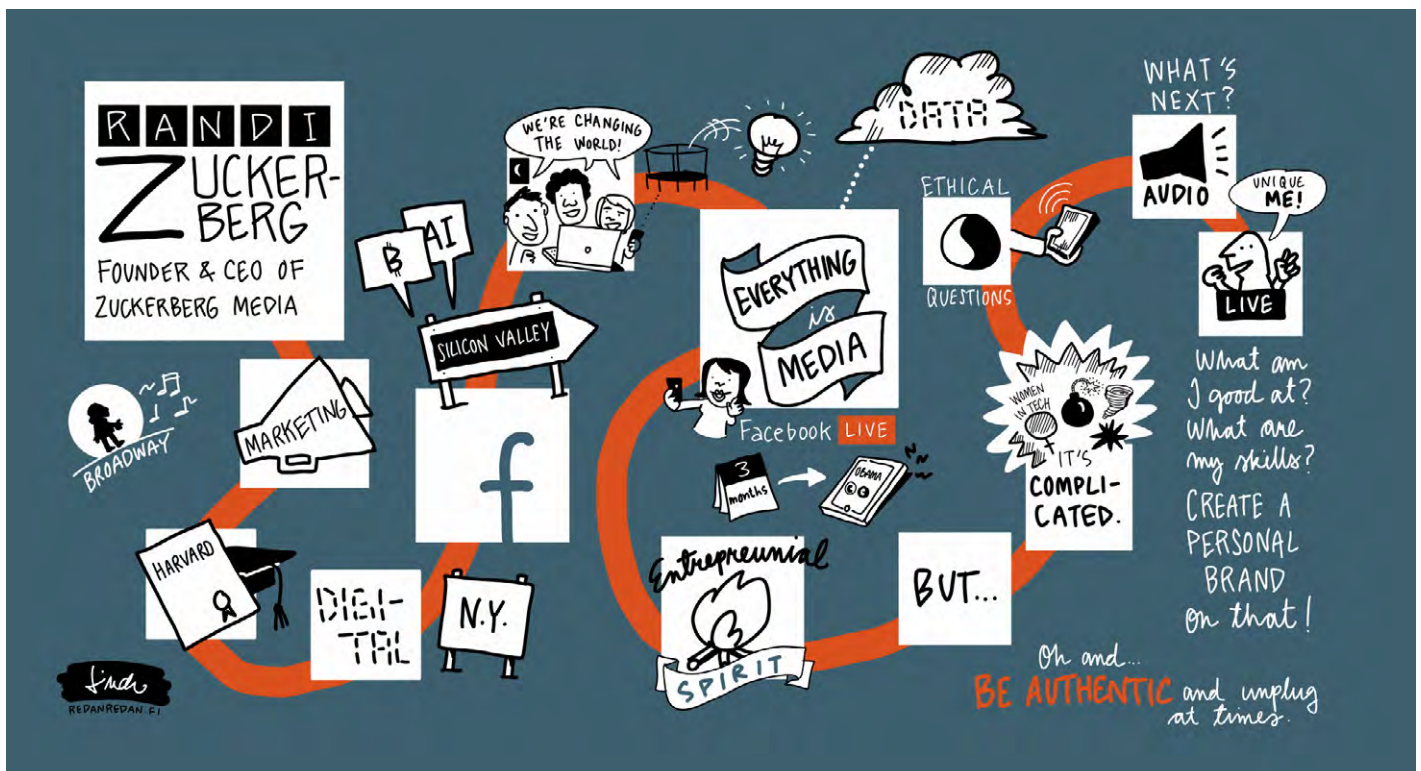 RANDI
ZUCKER-
BERG
FOUNDER & CEO OF
ZUCKERBERG MEDIA
BROADWAY
MARKETING
HARVARD
DIGI-
TAL
N.Y.
f
SILICON VALLEY
₿
AI
WE'RE CHANGING
THE WORLD!
DATA
EVERYTHING
is
MEDIA
Facebook LIVE
3
months
OBAMA
Entrepreunial
SPIRIT
BUT...
IT'S
COMPLI-
CATED.
WOMEN
IN TECH
ETHICAL
QUESTIONS
WHAT'S
NEXT?
AUDIO
UNIQUE
ME!
LIVE
What am
I good at?
What are
my skills?
CREATE A
PERSONAL
BRAND
on that!
Oh and...
BE AUTHENTIC and unplug
at times.
REDANREDAN.FI